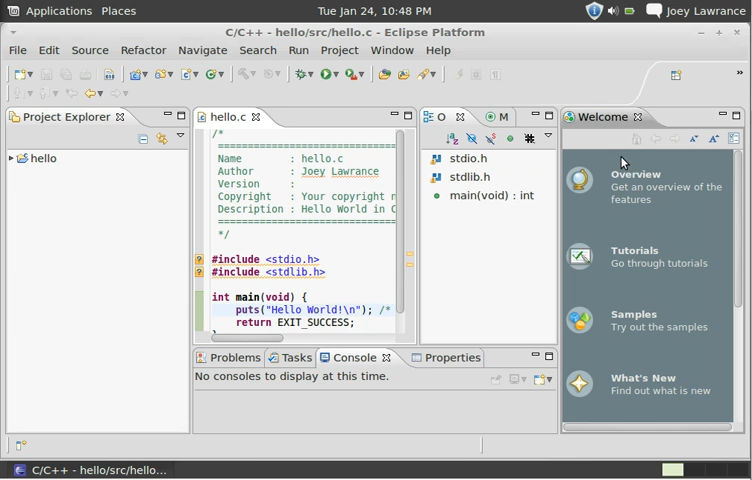 Applications Places Tue Jan 24, 10:48 PM Joey Lawrance
C/C++ - hello/src/hello.c - Eclipse Platform
File Edit Source Refactor Navigate Search Run Project Window Help
Project Explorer
hello
hello.c
/*
============================
Name : hello.c
Author : Joey Lawrance
Version :
Copyright : Your copyright n
Description : Hello World in C
============================
*/
#include <stdio.h>
#include <stdlib.h>
int main(void) {
puts("Hello World!\n"); /*
return EXIT_SUCCESS;
}
O M
stdio.h
stdlib.h
main(void) : int
Welcome
Overview
Get an overview of the
features
Tutorials
Go through tutorials
Samples
Try out the samples
What's New
Find out what is new
Problems Tasks Console Properties
No consoles to display at this time.
C/C++ - hello/src/hello...